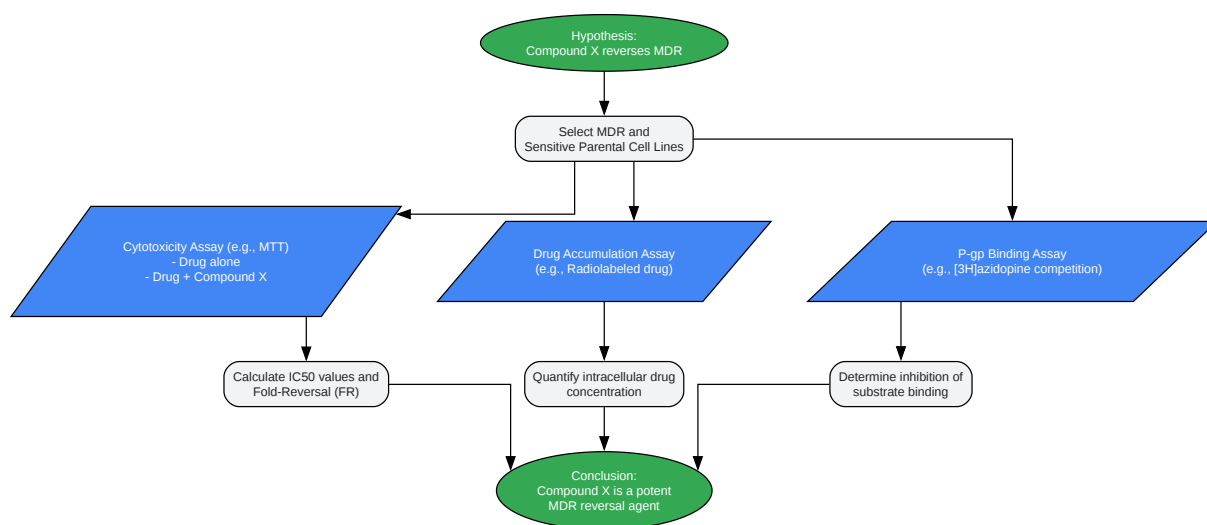 Hypothesis:
Compound X reverses MDR
Select MDR and
Sensitive Parental Cell Lines
Cytotoxicity Assay (e.g., MTT)
- Drug alone
- Drug + Compound X
Drug Accumulation Assay
(e.g., Radiolabeled drug)
P-gp Binding Assay
(e.g., [3H]azidopine competition)
Calculate IC50 values and
Fold-Reversal (FR)
Quantify intracellular drug
concentration
Determine inhibition of
substrate binding
Conclusion:
Compound X is a potent
MDR reversal agent